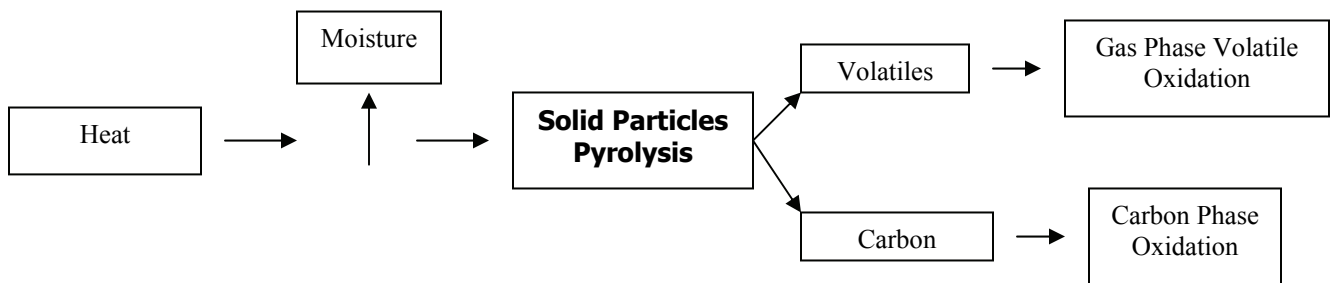 Moisture
Heat
Solid Particles
Pyrolysis
Volatiles
Gas Phase Volatile
Oxidation
Carbon
Carbon Phase
Oxidation